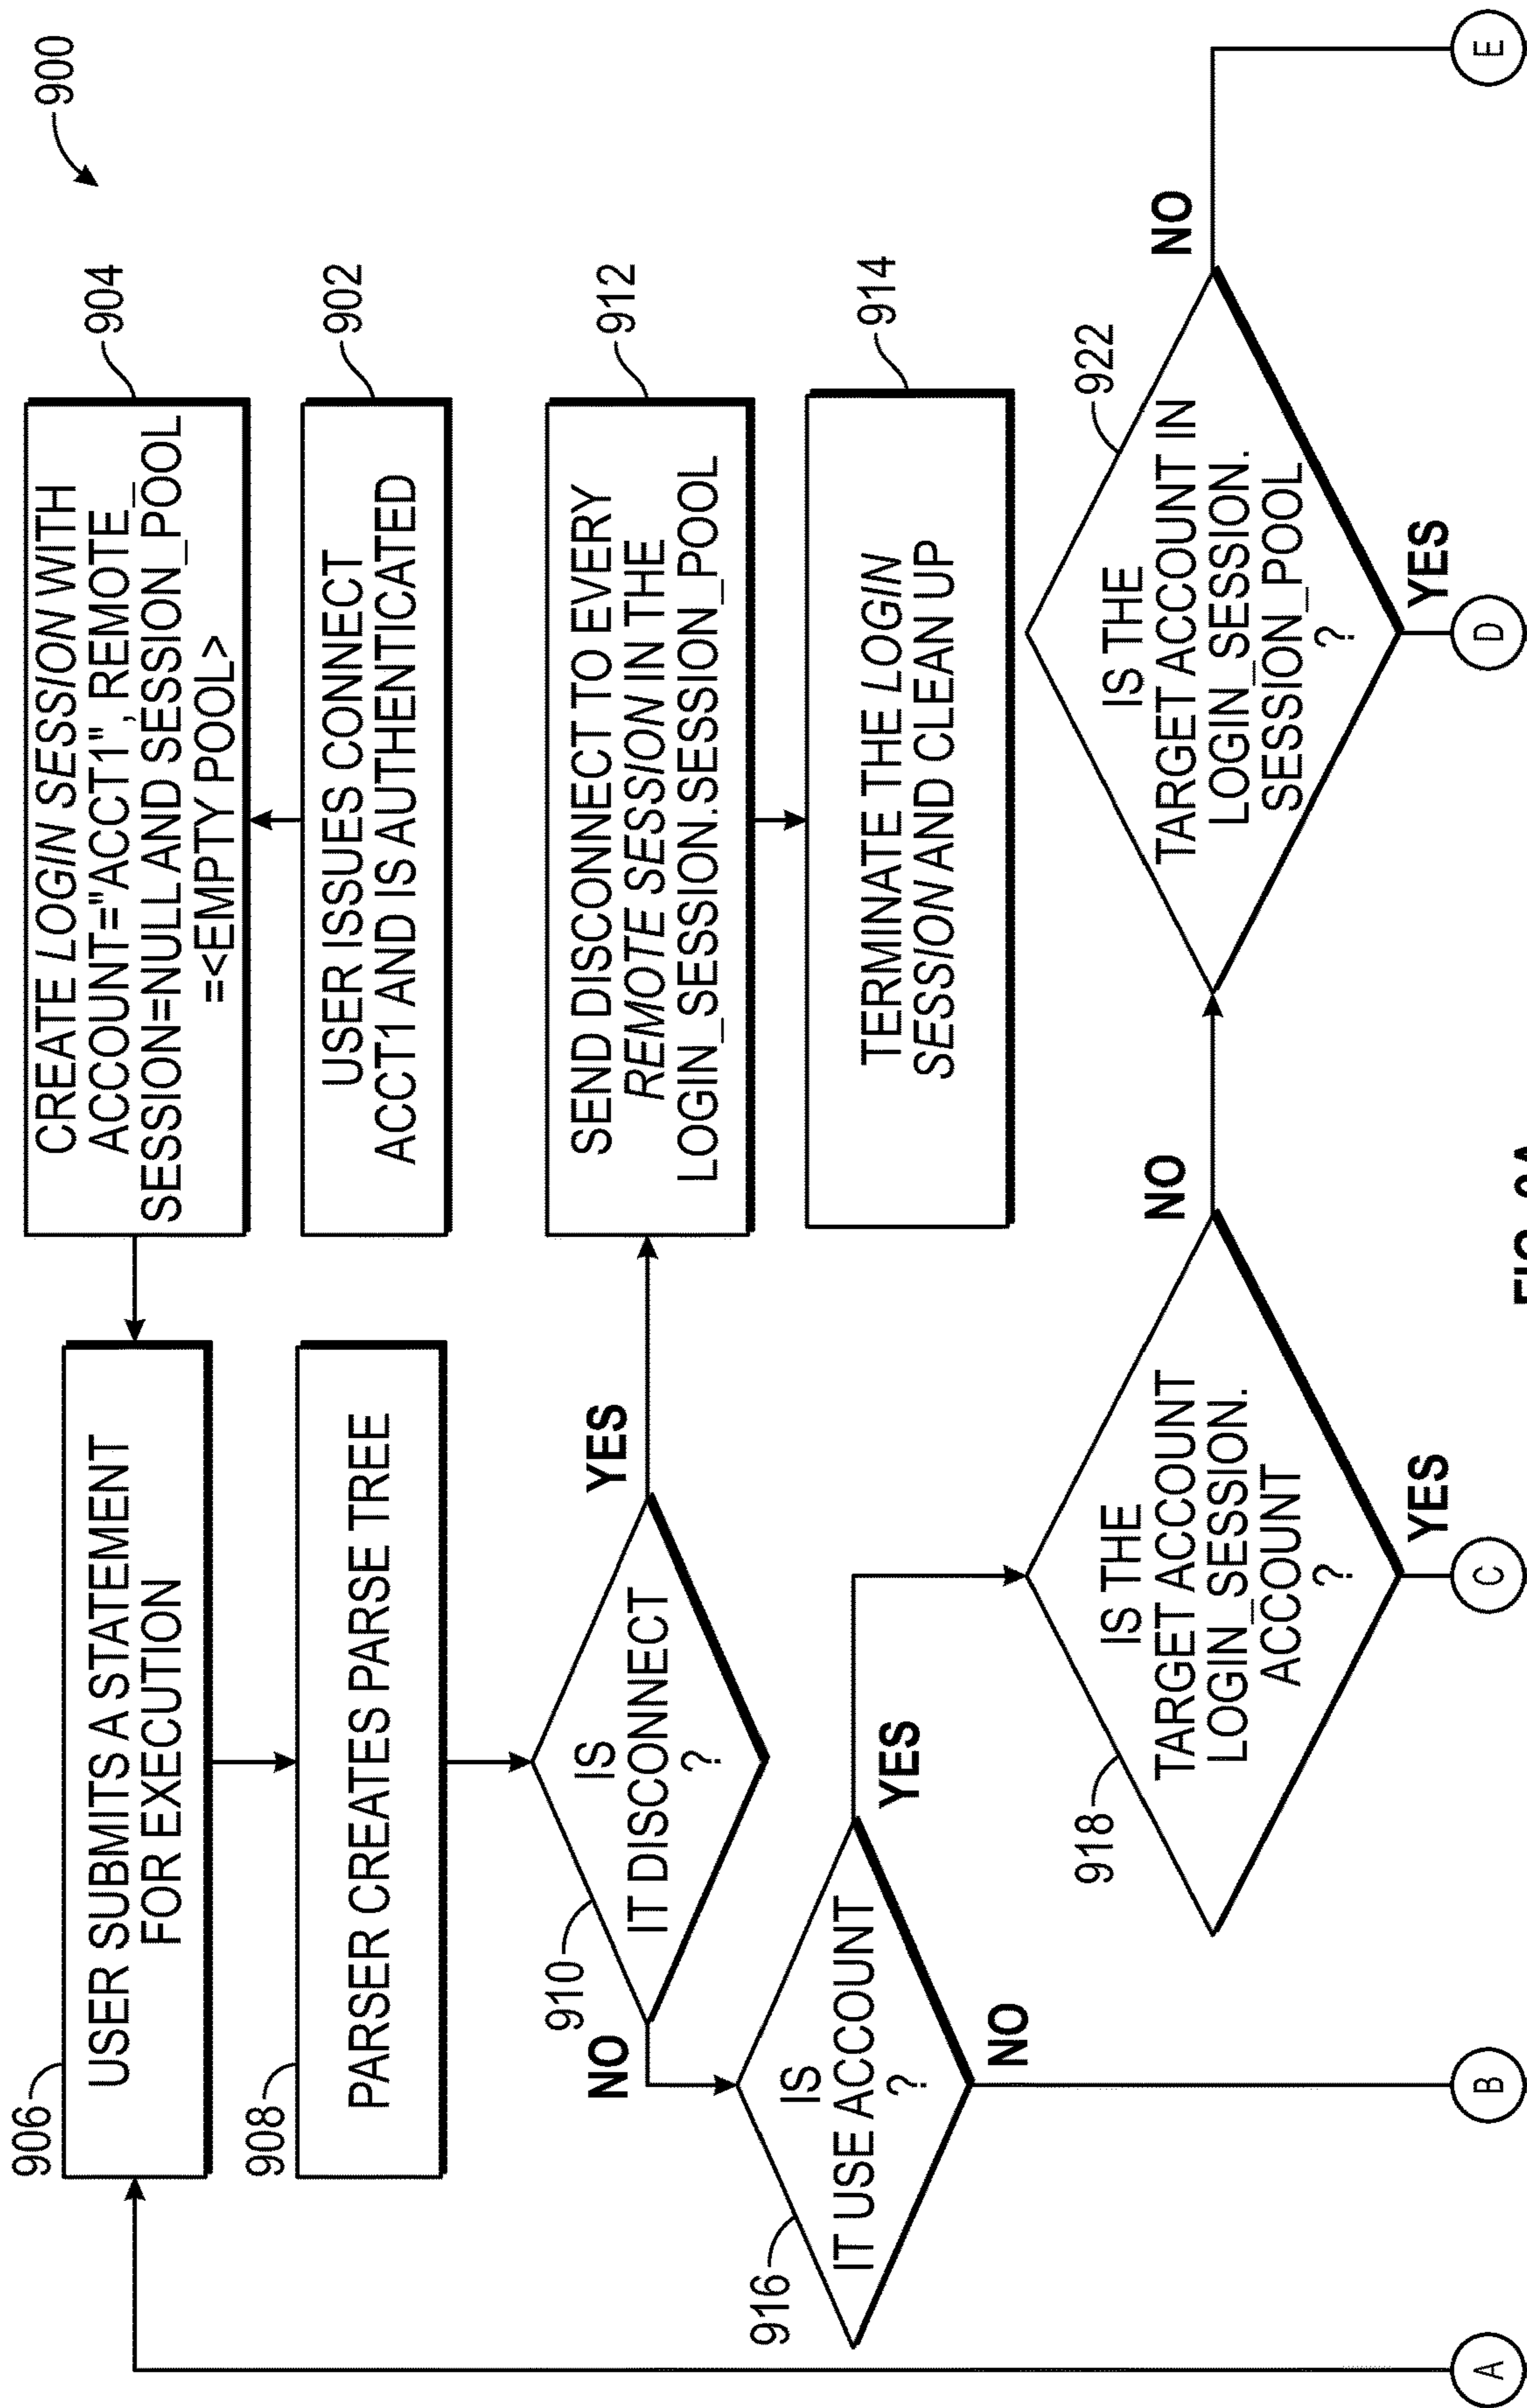 900
906
USER SUBMITS A STATEMENT
FOR EXECUTION
CREATE LOGIN SESSION WITH
ACCOUNT="ACCT1", REMOTE_
SESSION=NULL AND SESSION_POOL
=<EMPTY POOL>
904
908
PARSER CREATES PARSE TREE
USER ISSUES CONNECT
ACCT1 AND IS AUTHENTICATED
902
910
IS
IT DISCONNECT
?
YES
NO
SEND DISCONNECT TO EVERY
REMOTE SESSION IN THE
LOGIN_SESSION.SESSION_POOL
912
916
IS
IT USE ACCOUNT
?
YES
NO
TERMINATE THE LOGIN
SESSION AND CLEAN UP
914
918
IS THE
TARGET ACCOUNT
LOGIN_SESSION.
ACCOUNT
?
NO
YES
922
IS THE
TARGET ACCOUNT IN
LOGIN_SESSION.
SESSION_POOL
?
NO
YES
A
B
C
D
E